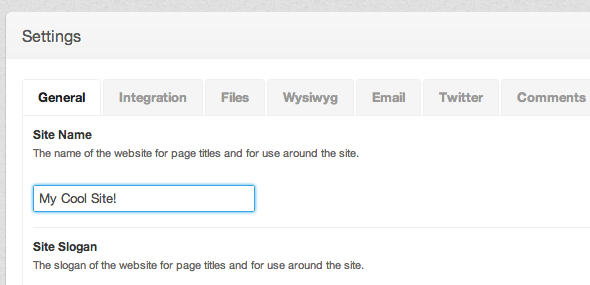 Settings
General Integration Files Wysiwyg Email Twitter Comments
Site Name
The name of the website for page titles and for use around the site.
My Cool Site!
Site Slogan
The slogan of the website for page titles and for use around the site.